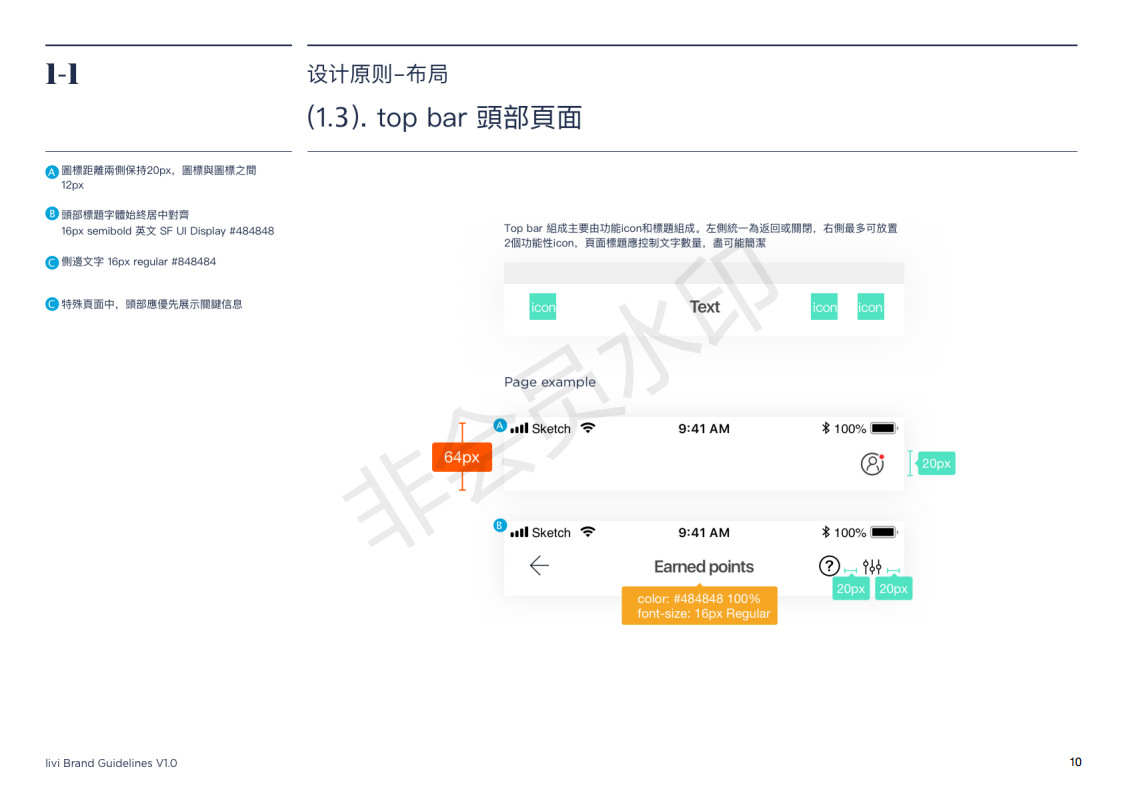 1-1
设计原则-布局
(1.3). top bar 頭部頁面
A 圖標距離兩側保持20px，圖標與圖標之間
12px
B 頭部標題字體始終居中對齊
16px semibold 英文 SF UI Display #484848
C 側邊文字 16px regular #848484
C 特殊頁面中，頭部應優先展示關鍵信息
Top bar 組成主要由功能icon和標題組成。左側統一為返回或關閉，右側最多可放置
2個功能性icon，頁面標題應控制文字數量，盡可能簡潔
icon Text icon icon
Page example
A Sketch 9:41 AM 100%
64px
20px
B Sketch 9:41 AM 100%
Earned points ?
20px 20px
color: #484848 100%
font-size: 16px Regular
非会员水印
livi Brand Guidelines V1.0
10